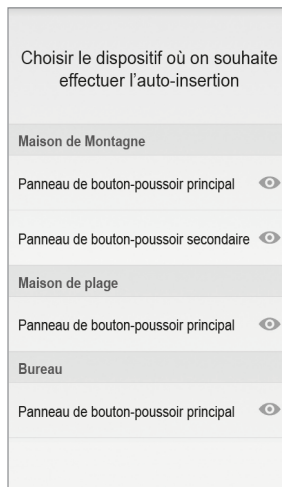 Choisir le dispositif où on souhaite
effectuer l’auto-insertion
Maison de Montagne
Panneau de bouton-poussoir principal
Panneau de bouton-poussoir secondaire
Maison de plage
Panneau de bouton-poussoir principal
Bureau
Panneau de bouton-poussoir principal